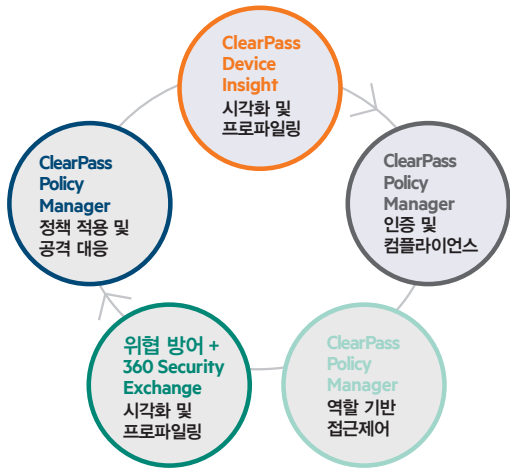 ClearPass
Device
Insight
시각화 및
프로파일링
ClearPass
Policy
Manager
인증 및
컴플라이언스
ClearPass
Policy
Manager
역할 기반
접근제어
위협 방어 +
360 Security
Exchange
시각화 및
프로파일링
ClearPass
Policy
Manager
정책 적용 및
공격 대응